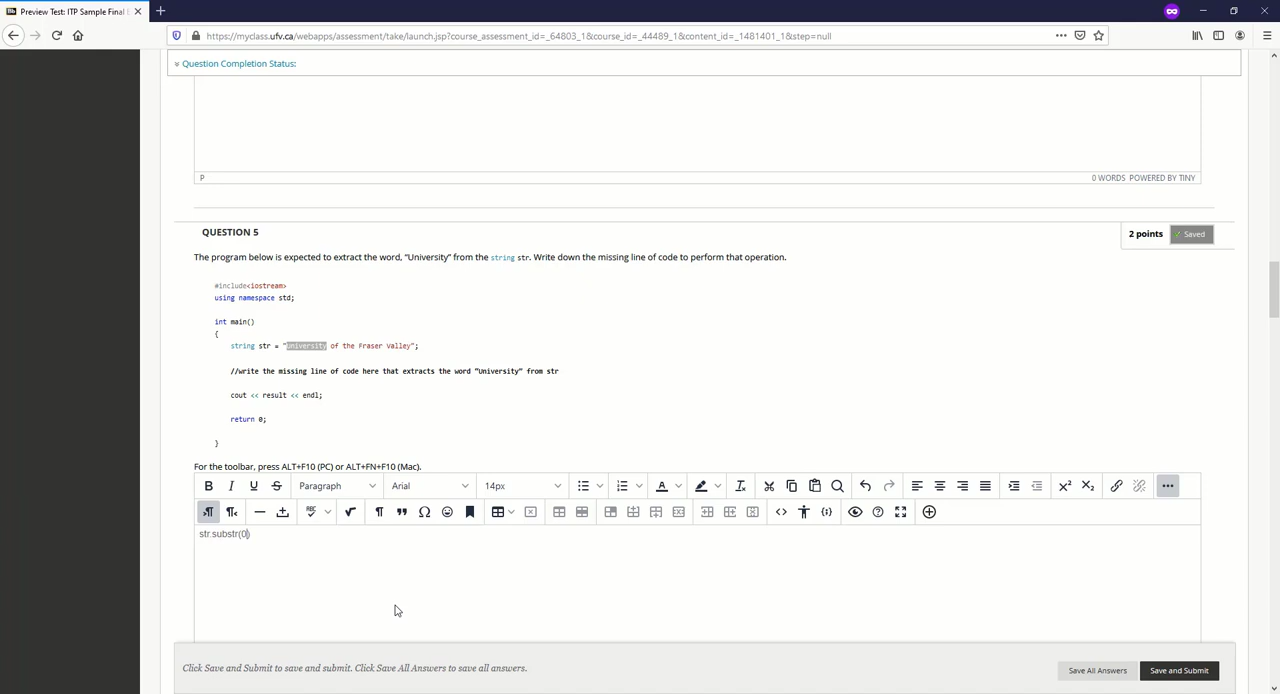 Preview Test: ITP Sample Final E
https://myclass.ufv.ca/webapps/assessment/take/launch.jsp?course_assessment_id=_64803_1&course_id=_44489_1&content_id=_1481401_1&step=null
Question Completion Status:
P
0 WORDS POWERED BY TINY
QUESTION 5
2 points
Saved
The program below is expected to extract the word, "University" from the string str. Write down the missing line of code to perform that operation.
#include<iostream>
using namespace std;
int main()
{
string str = "University of the Fraser Valley";
//write the missing line of code here that extracts the word "University" from str
cout << result << endl;
return 0;
}
For the toolbar, press ALT+F10 (PC) or ALT+FN+F10 (Mac).
B I U S Paragraph Arial 14px
str.substr(0)
Click Save and Submit to save and submit. Click Save All Answers to save all answers.
Save All Answers
Save and Submit